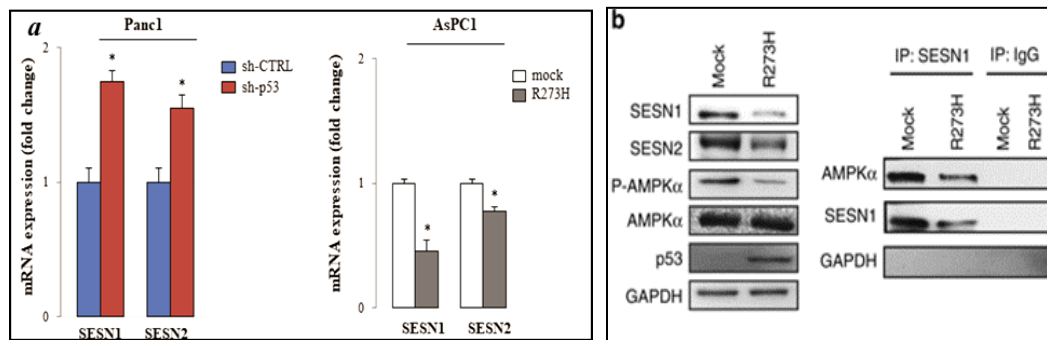 a
Panc1
mRNA expression (fold change)
2
1
0
*
*
sh-CTRL
sh-p53
SESN1
SESN2
AsPC1
mRNA expression (fold change)
2
1
0
*
*
mock
R273H
SESN1
SESN2
b
Mock
R273H
SESN1
SESN2
P-AMPKα
AMPKα
p53
GAPDH
IP: SESN1
IP: IgG
Mock
R273H
Mock
R273H
AMPKα
SESN1
GAPDH